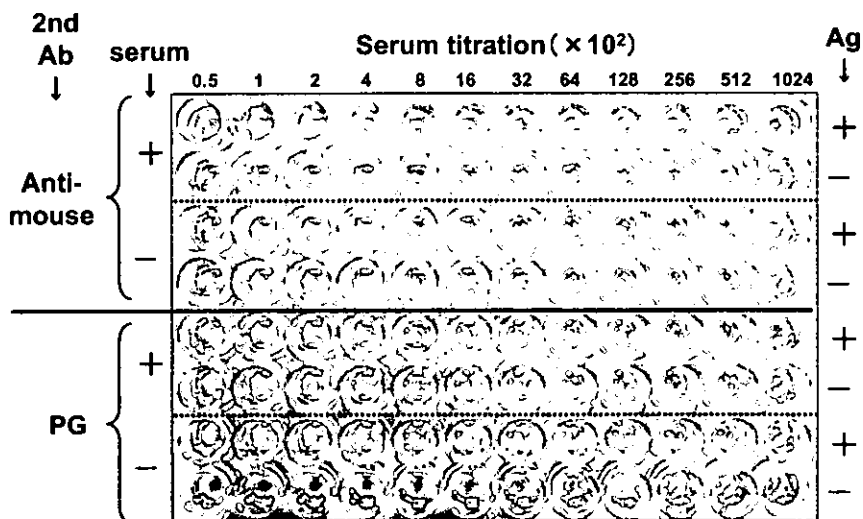 2nd
Ab
serum
Serum titration (×10²)
Ag
0.5 1 2 4 8 16 32 64 128 256 512 1024
+
+
−
Anti-
mouse
−
+
−
+
+
−
PG
−
+
−